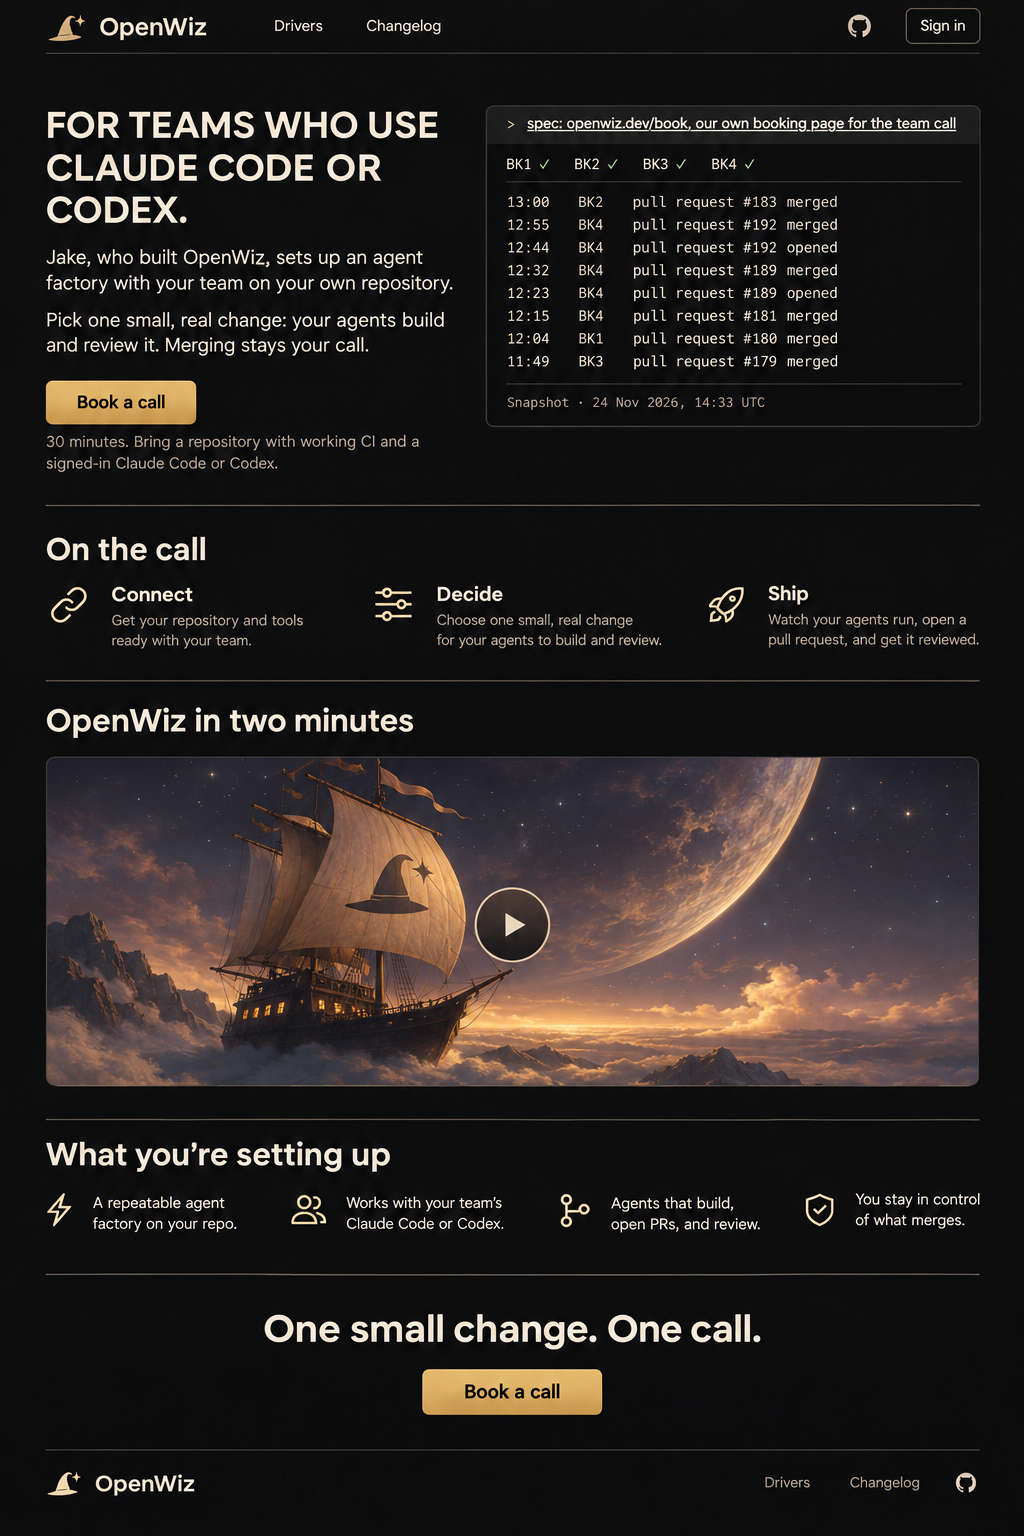 OpenWiz
Drivers
Changelog
Sign in
FOR TEAMS WHO USE
CLAUDE CODE OR
CODEX.
Jake, who built OpenWiz, sets up an agent
factory with your team on your own repository.
Pick one small, real change: your agents build
and review it. Merging stays your call.
Book a call
30 minutes. Bring a repository with working CI and a
signed-in Claude Code or Codex.
> spec: openwiz.dev/book, our own booking page for the team call
BK1 ✓ BK2 ✓ BK3 ✓ BK4 ✓
13:00 BK2 pull request #183 merged
12:55 BK4 pull request #192 merged
12:44 BK4 pull request #192 opened
12:32 BK4 pull request #189 merged
12:23 BK4 pull request #189 opened
12:15 BK4 pull request #181 merged
12:04 BK1 pull request #180 merged
11:49 BK3 pull request #179 merged
Snapshot · 24 Nov 2026, 14:33 UTC
On the call
Connect
Get your repository and tools
ready with your team.
Decide
Choose one small, real change
for your agents to build and review.
Ship
Watch your agents run, open a
pull request, and get it reviewed.
OpenWiz in two minutes
What you’re setting up
A repeatable agent
factory on your repo.
Works with your team’s
Claude Code or Codex.
Agents that build,
open PRs, and review.
You stay in control
of what merges.
One small change. One call.
Book a call
OpenWiz
Drivers
Changelog